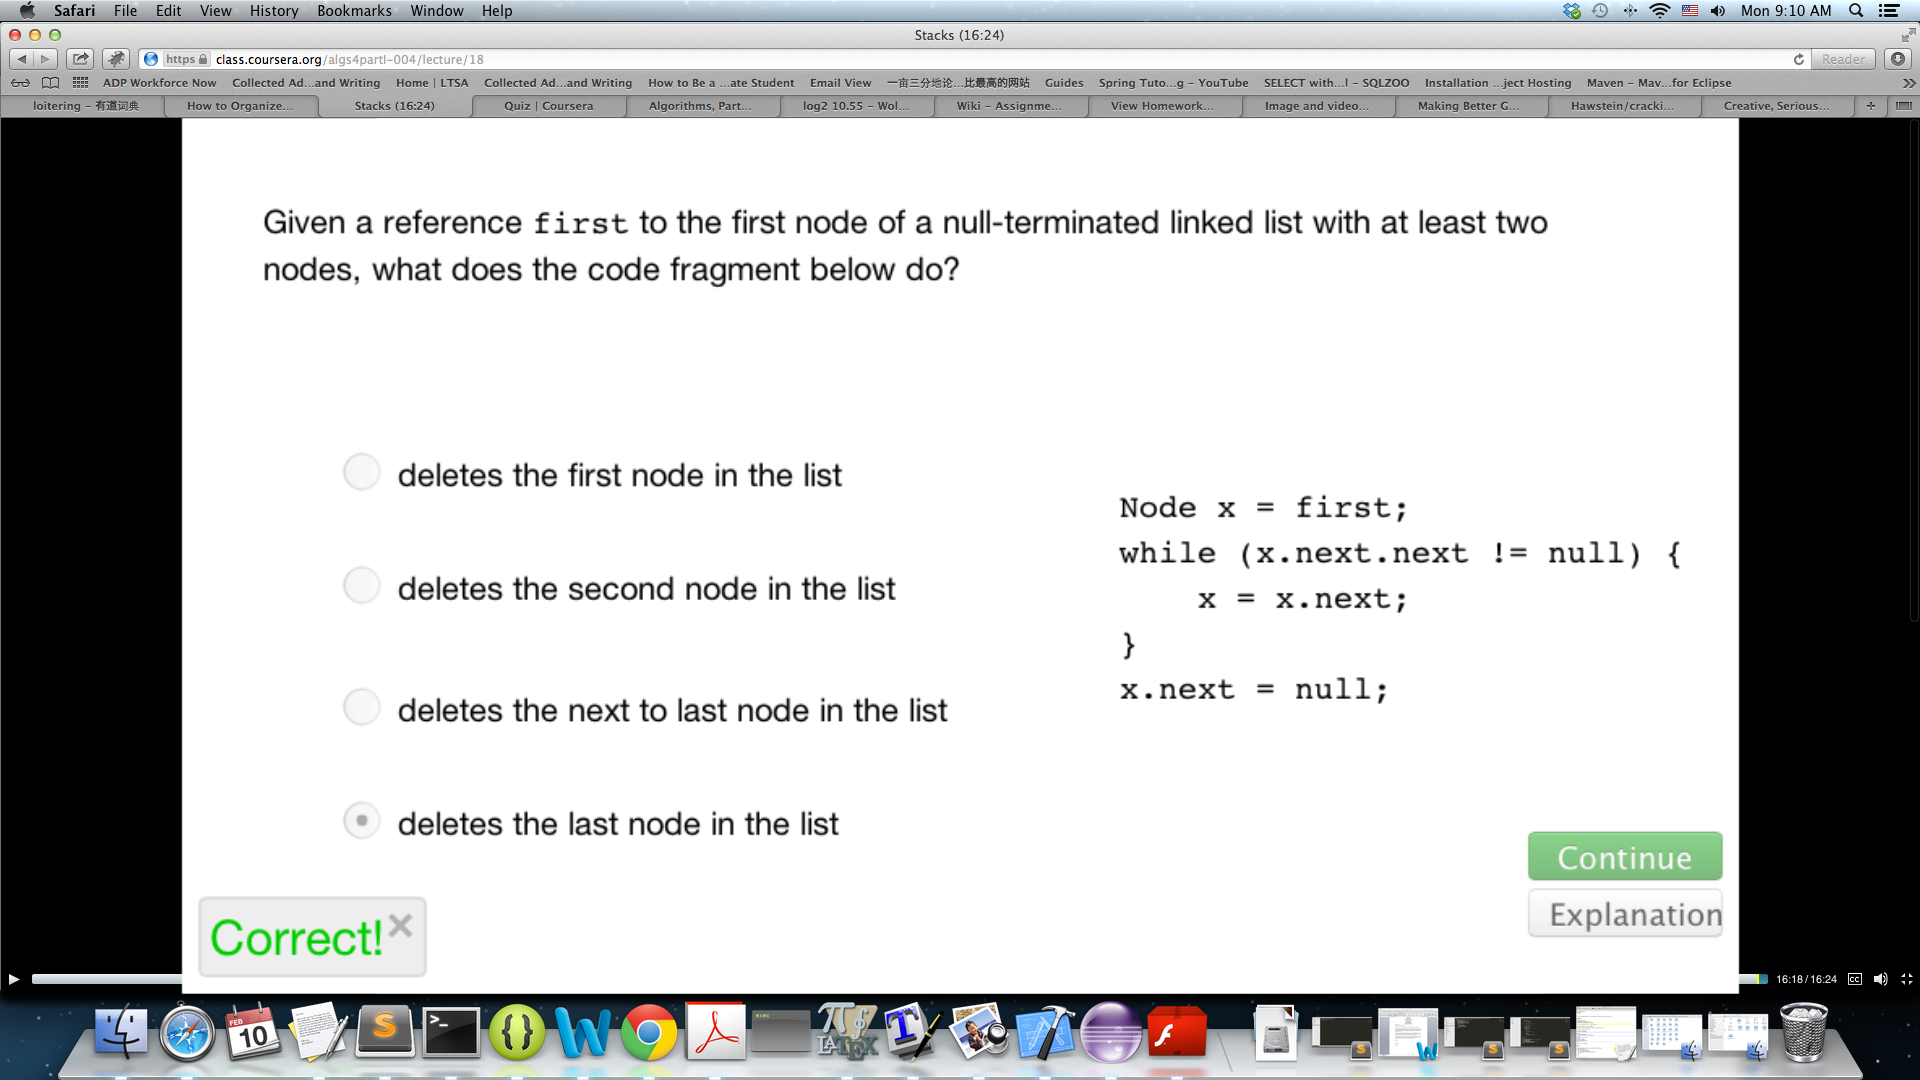 Safari File Edit View History Bookmarks Window Help Mon 9:10 AM
Stacks (16:24)
https class.coursera.org/algs4partI-004/lecture/18 Reader
ADP Workforce Now Collected Ad...and Writing Home | LTSA Collected Ad...and Writing How to Be a ...ate Student Email View 一亩三分地论...比最高的网站 Guides Spring Tuto...g – YouTube SELECT with...l – SQLZOO Installation ...ject Hosting Maven – Mav...for Eclipse
loitering – 有道词典 How to Organize... Stacks (16:24) Quiz | Coursera Algorithms, Part... log2 10.55 – Wol... Wiki – Assignme... View Homework... Image and video... Making Better G... Hawstein/cracki... Creative, Serious...
Given a reference first to the first node of a null-terminated linked list with at least two
nodes, what does the code fragment below do?
deletes the first node in the list
deletes the second node in the list
deletes the next to last node in the list
deletes the last node in the list
Node x = first;
while (x.next.next != null) {
x = x.next;
}
x.next = null;
Continue
Explanation
Correct!
16:18 / 16:24 CC
FEB
10
exec